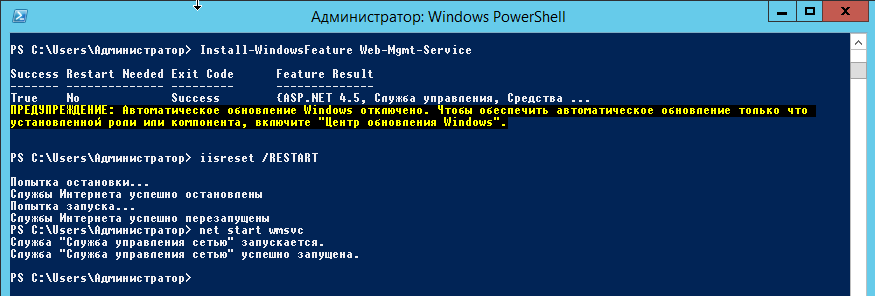 Администратор: Windows PowerShell
PS C:\Users\Администратор> Install-WindowsFeature Web-Mgmt-Service
Success Restart Needed Exit Code      Feature Result
------- -------------- ---------      --------------
True    No             Success        {ASP.NET 4.5, Служба управления, Средства ...
ПРЕДУПРЕЖДЕНИЕ: Автоматическое обновление Windows отключено. Чтобы обеспечить автоматическое обновление только что
установленной роли или компонента, включите "Центр обновления Windows".
PS C:\Users\Администратор> iisreset /RESTART
Попытка остановки...
Службы Интернета успешно остановлены
Попытка запуска...
Службы Интернета успешно перезапущены
PS C:\Users\Администратор> net start wmsvc
Служба "Служба управления сетью" запускается.
Служба "Служба управления сетью" успешно запущена.
PS C:\Users\Администратор>